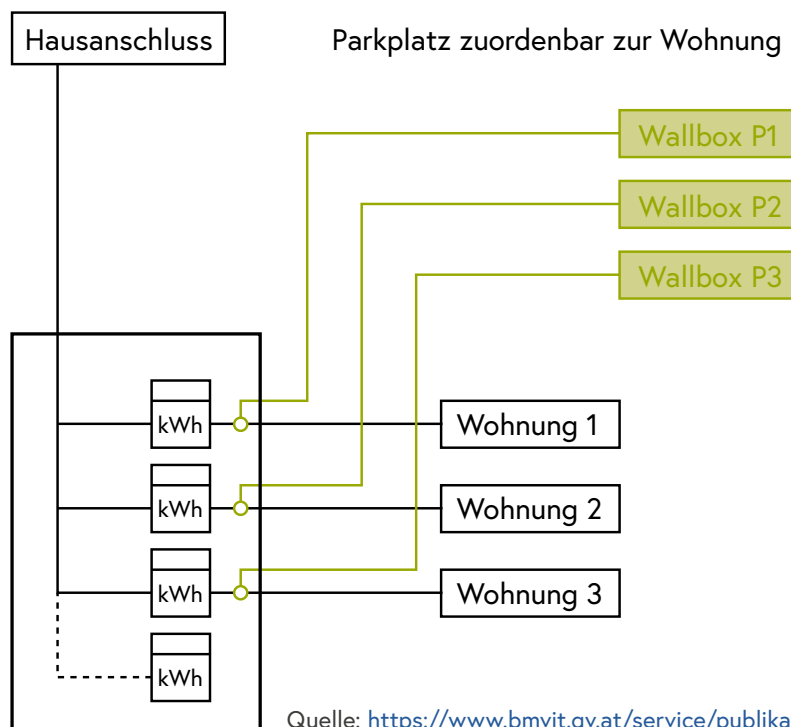 Hausanschluss
Parkplatz zuordenbar zur Wohnung
Wallbox P1
Wallbox P2
Wallbox P3
kWh
Wohnung 1
kWh
Wohnung 2
kWh
Wohnung 3
kWh
Quelle: https://www.bmvit.gv.at/service/publika